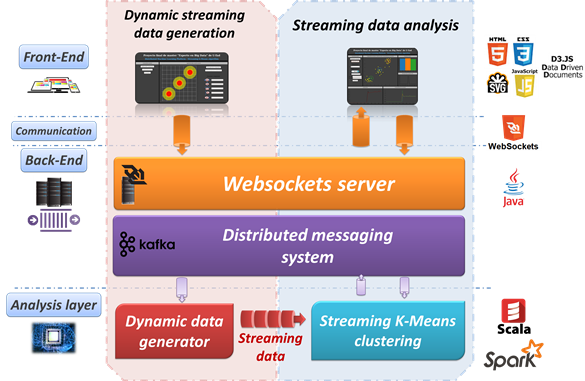 Dynamic streaming
data generation
Streaming data analysis
Front-End
HTML
5
CSS
3
SVG
JavaScript
JS
D3.JS
Data Driven
Documents
Communication
WebSockets
Back-End
Websockets server
Java
kafka
Distributed messaging
system
Analysis layer
Dynamic data
generator
Streaming
data
Streaming K-Means
clustering
Scala
Spark